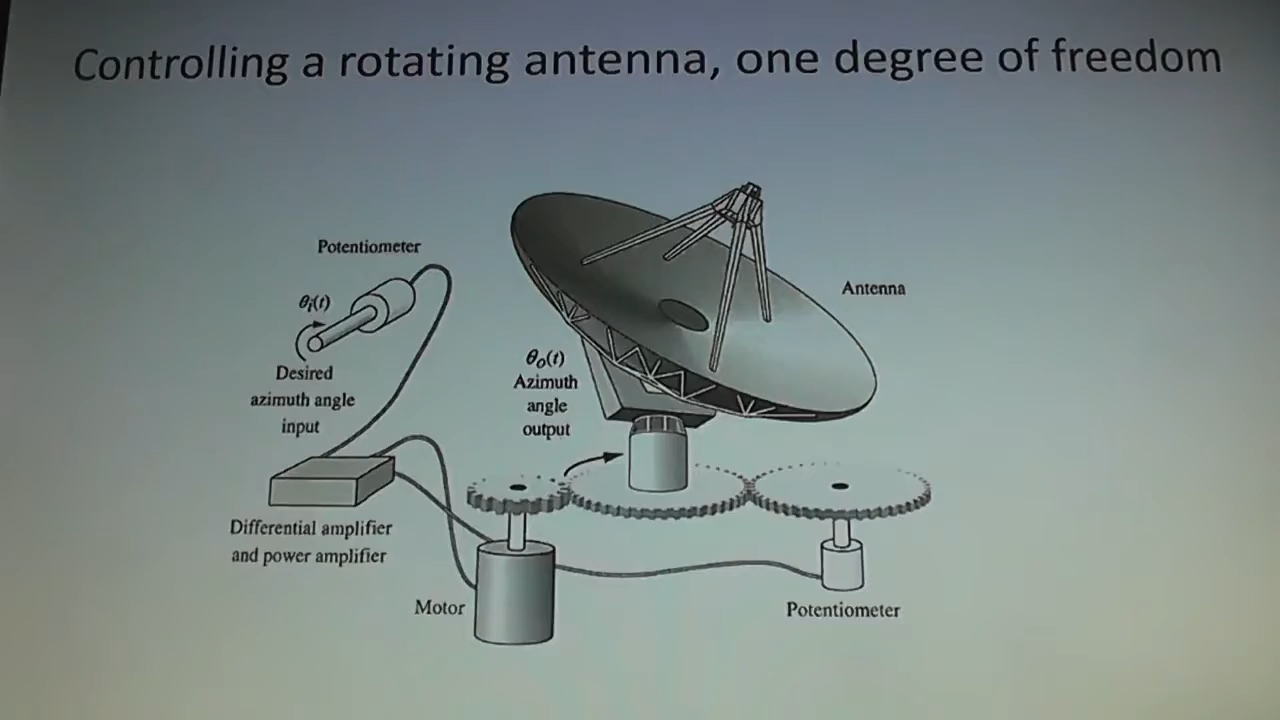 Controlling a rotating antenna, one degree of freedom
Potentiometer
θi(t)
Desired
azimuth angle
input
Antenna
θo(t)
Azimuth
angle
output
Differential amplifier
and power amplifier
Motor
Potentiometer